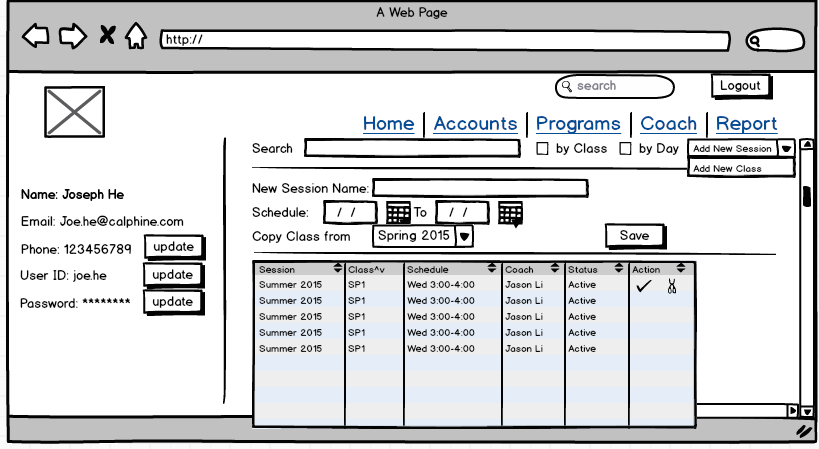 A Web Page
http://
search
Logout
Home Accounts Programs Coach Report
Search by Class by Day Add New Session
Add New Class
Name: Joseph He
Email: Joe.he@calphine.com
Phone: 123456789 update
User ID: joe.he update
Password: ******** update
New Session Name:
Schedule: / / To / /
Copy Class from Spring 2015 Save
Session Class^v Schedule Coach Status Action
Summer 2015 SP1 Wed 3:00-4:00 Jason Li Active
Summer 2015 SP1 Wed 3:00-4:00 Jason Li Active
Summer 2015 SP1 Wed 3:00-4:00 Jason Li Active
Summer 2015 SP1 Wed 3:00-4:00 Jason Li Active
Summer 2015 SP1 Wed 3:00-4:00 Jason Li Active